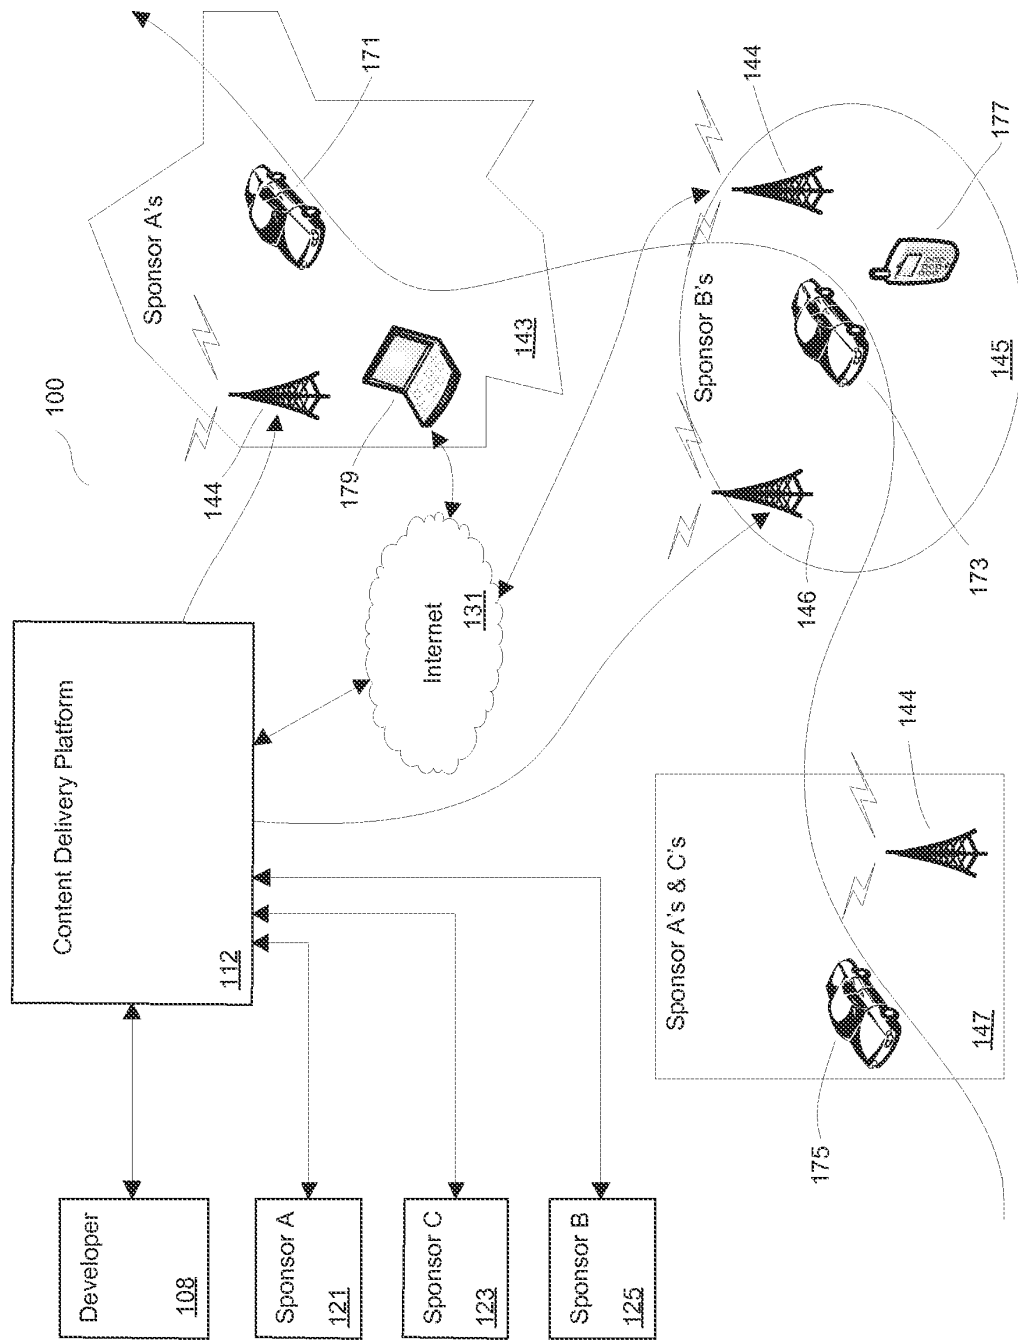 Developer
108
Content Delivery Platform
112
100
Sponsor A
121
Sponsor C
123
Sponsor B
125
144
Sponsor A's
171
179
143
Internet
131
Sponsor A's & C's
144
175
147
Sponsor B's
144
146
173
177
145